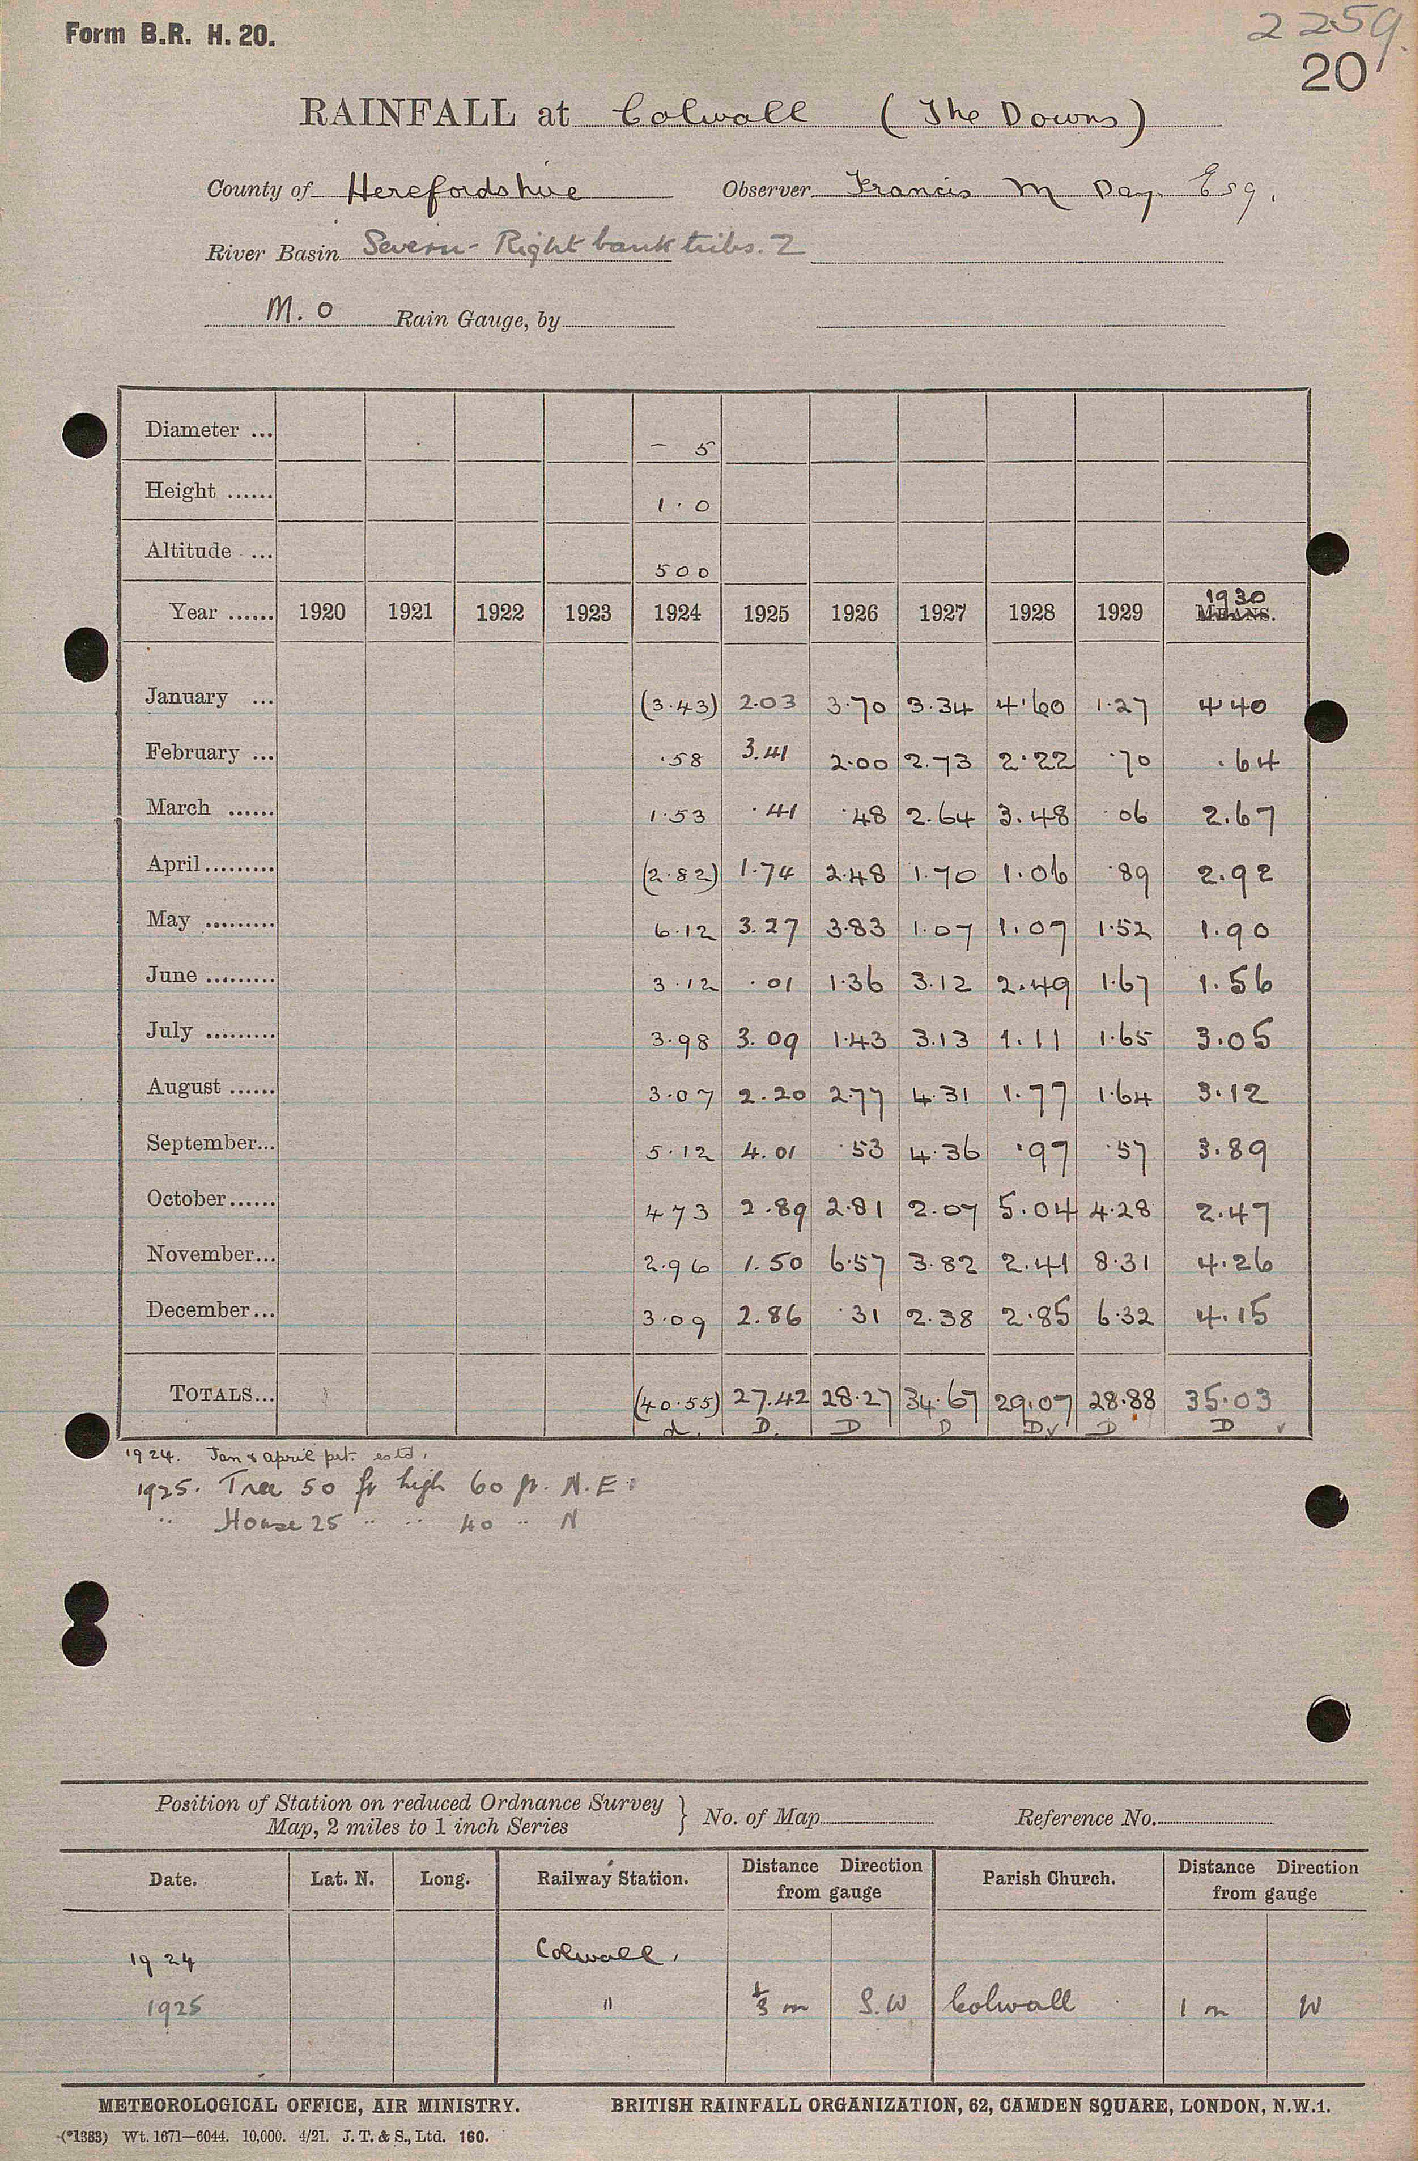 Form B.R. H. 20.
2259.
20
RAINFALL at Colwall (The Downs)
County of Herefordshire Observer Francis M Day Esq.
River Basin Severn - Right bank tribs. 2
M. O Rain Gauge, by
Diameter ... - 5
Height ...... 1.0
Altitude ... 500
1930
Year ...... 1920 1921 1922 1923 1924 1925 1926 1927 1928 1929 MEANS.
January ... (3.43) 2.03 3.70 3.34 4.60 1.27 4.40
February ... .58 3.41 2.00 2.73 2.22 .70 .64
March ...... 1.53 .41 .48 2.64 3.48 .06 2.67
April ......... (2.82) 1.74 2.48 1.70 1.06 .89 2.92
May ......... 6.12 3.27 3.83 1.07 1.07 1.52 1.90
June ......... 3.12 .01 1.36 3.12 2.49 1.67 1.56
July ......... 3.98 3.09 1.43 3.13 1.11 1.65 3.05
August ...... 3.07 2.20 2.77 4.31 1.77 1.64 3.12
September... 5.12 4.01 .53 4.36 .97 .57 3.89
October...... 4 73 2.89 2.81 2.07 5.04 4.28 2.47
November... 2.96 1.50 6.57 3.82 2.41 8.31 4.26
December... 3.09 2.86 .31 2.38 2.85 6.32 4.15
TOTALS... (40.55) 27.42 28.27 34.67 29.07 28.88 35.03
d. D. D D D✓ D D ✓
1924. Jan & april prt. estd.
1925. Tree 50 ft high 60 ft. N.E.
" House 25 " " 40 " N
Position of Station on reduced Ordnance Survey
Map, 2 miles to 1 inch Series } No. of Map Reference No.
Date. Lat. N. Long. Railway Station. Distance Direction from gauge Parish Church. Distance Direction from gauge
1924 Colwall.
1925 " 1/3 m S.W Colwall 1 m W
METEOROLOGICAL OFFICE, AIR MINISTRY. BRITISH RAINFALL ORGANIZATION, 62, CAMDEN SQUARE, LONDON, N.W.1.
(*1383) Wt. 1671—6044. 10,000. 4/21. J. T. & S., Ltd. 160.